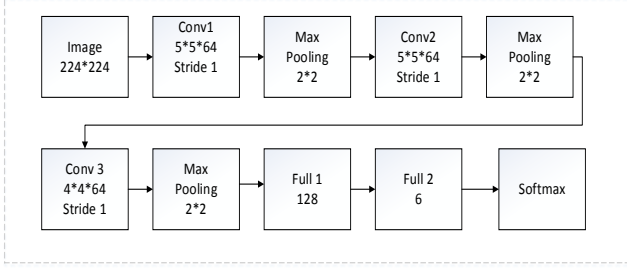 Image
224*224
Conv1
5*5*64
Stride 1
Max
Pooling
2*2
Conv2
5*5*64
Stride 1
Max
Pooling
2*2
Conv 3
4*4*64
Stride 1
Max
Pooling
2*2
Full 1
128
Full 2
6
Softmax